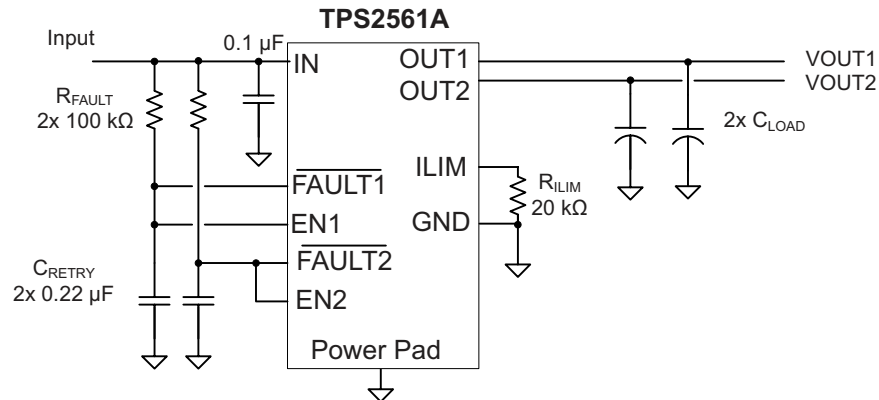 TPS2561A
Input
0.1 µF
IN
OUT1
VOUT1
OUT2
VOUT2
RFAULT
2x 100 kΩ
2x CLOAD
ILIM
FAULT1
RILIM
20 kΩ
EN1
GND
FAULT2
CRETRY
2x 0.22 µF
EN2
Power Pad